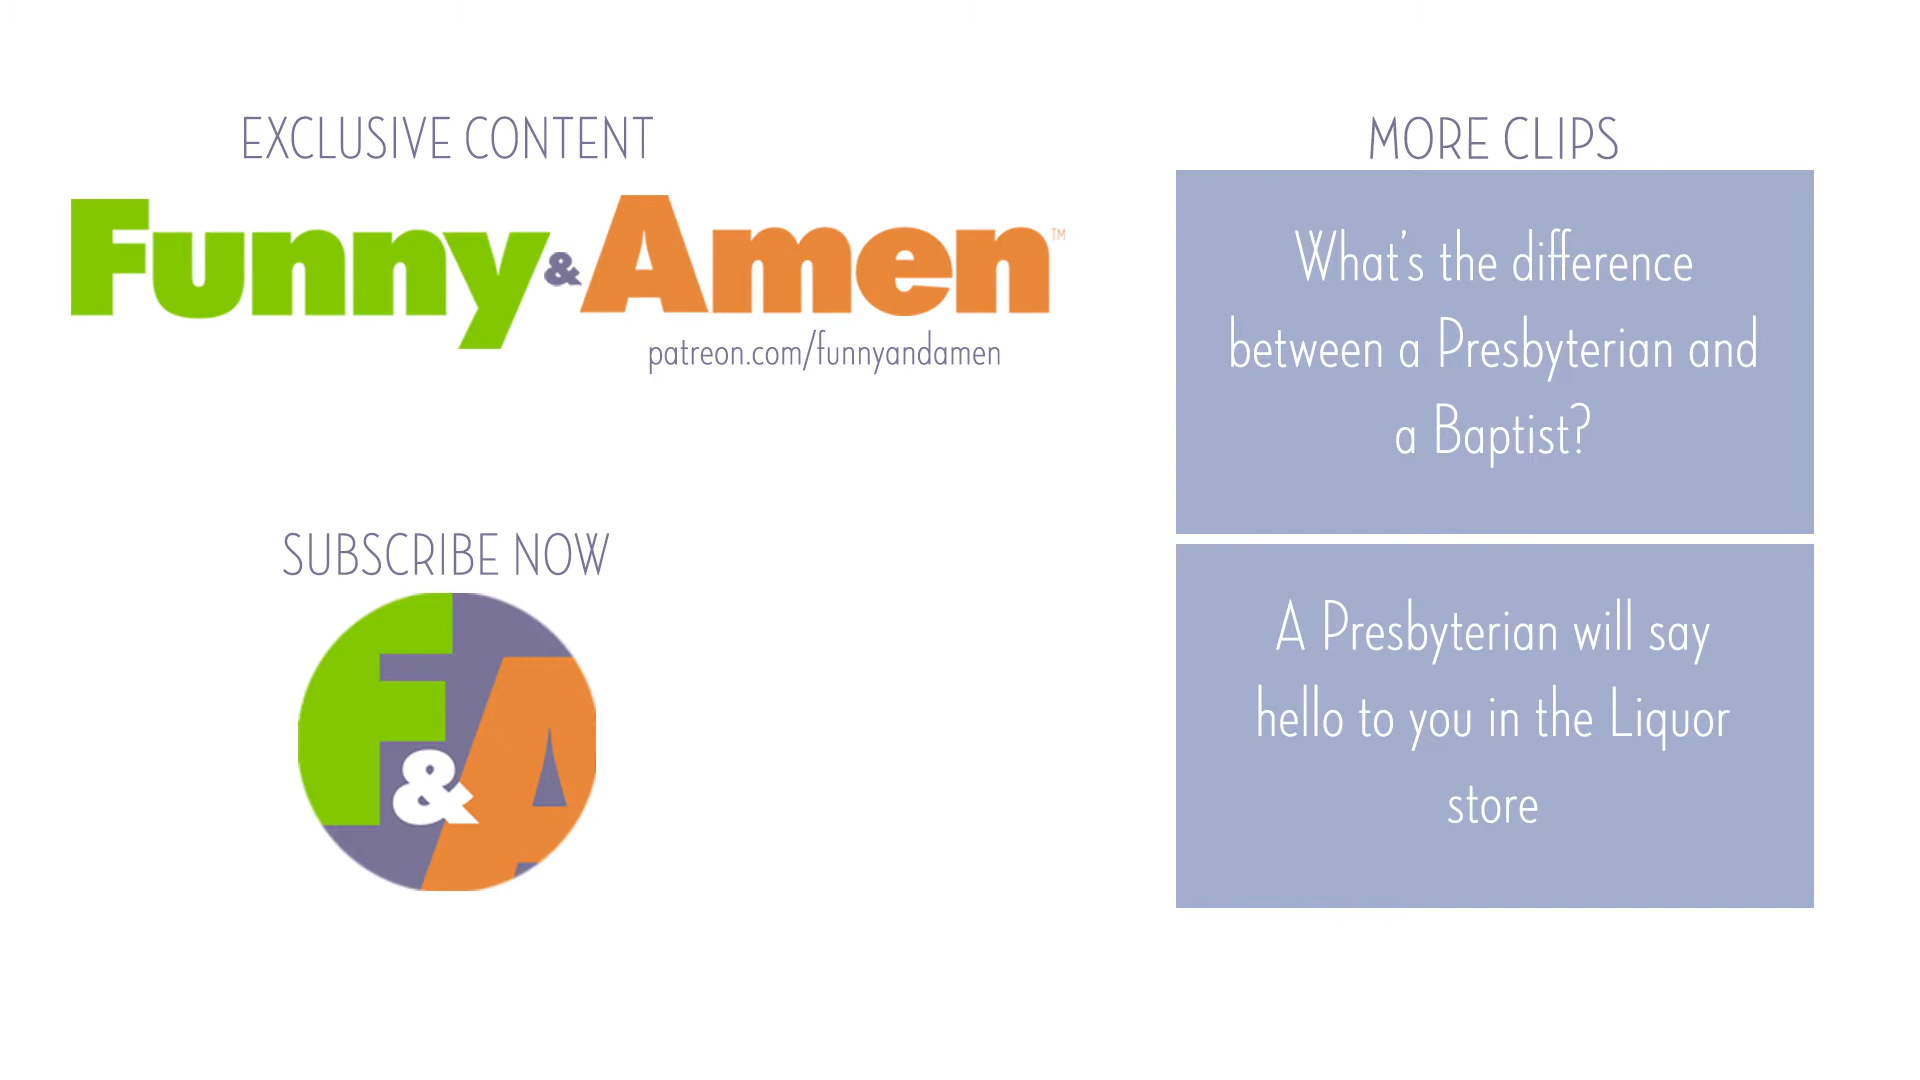 EXCLUSIVE CONTENT
Funny & Amen™
patreon.com/funnyandamen
SUBSCRIBE NOW
F&A
MORE CLIPS
What's the difference
between a Presbyterian and
a Baptist?
A Presbyterian will say
hello to you in the Liquor
store